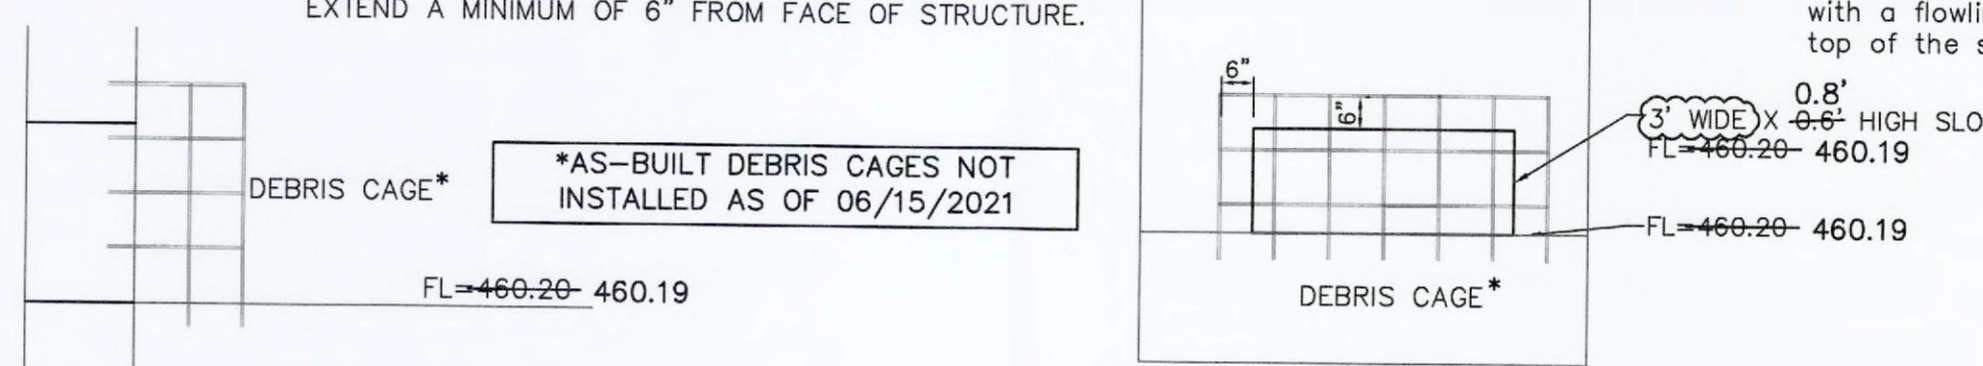 EXTEND A MINIMUM OF 6" FROM FACE OF STRUCTURE.
DEBRIS CAGE*
*AS-BUILT DEBRIS CAGES NOT
INSTALLED AS OF 06/15/2021
FL=460.20 460.19
6"
6"
DEBRIS CAGE*
with a
top of the
0.8'
3' WIDE X 0.6' HIGH
FL=460.20 460.19
FL=460.20 460.19